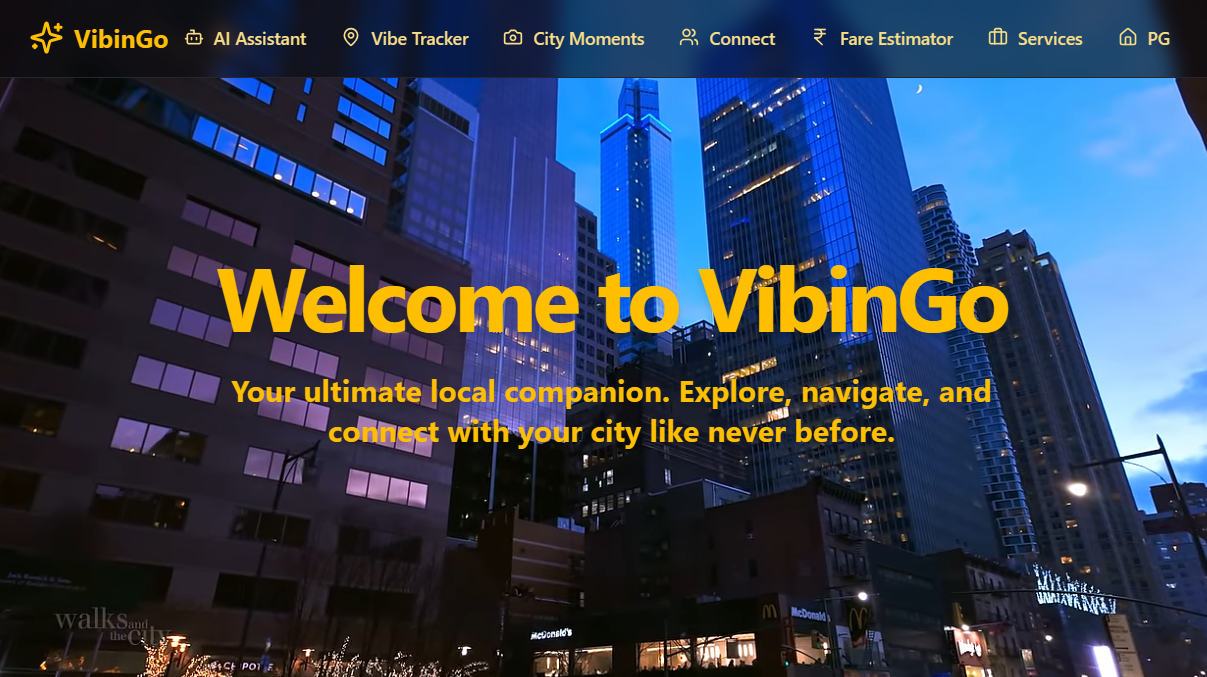 VibinGo
AI Assistant
Vibe Tracker
City Moments
Connect
Fare Estimator
Services
PG
Welcome to VibinGo
Your ultimate local companion. Explore, navigate, and
connect with your city like never before.
walks and
the city
McDonald's
McDonald's
CHIPOTLE